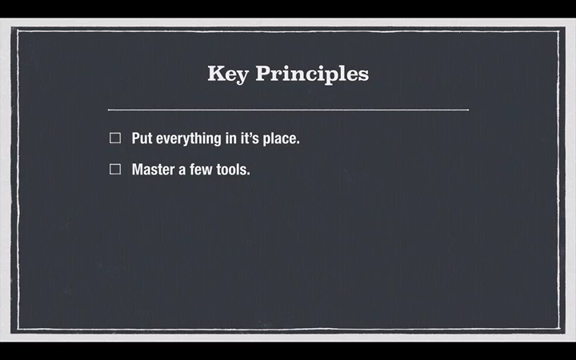 Key Principles
Put everything in it's place.
Master a few tools.